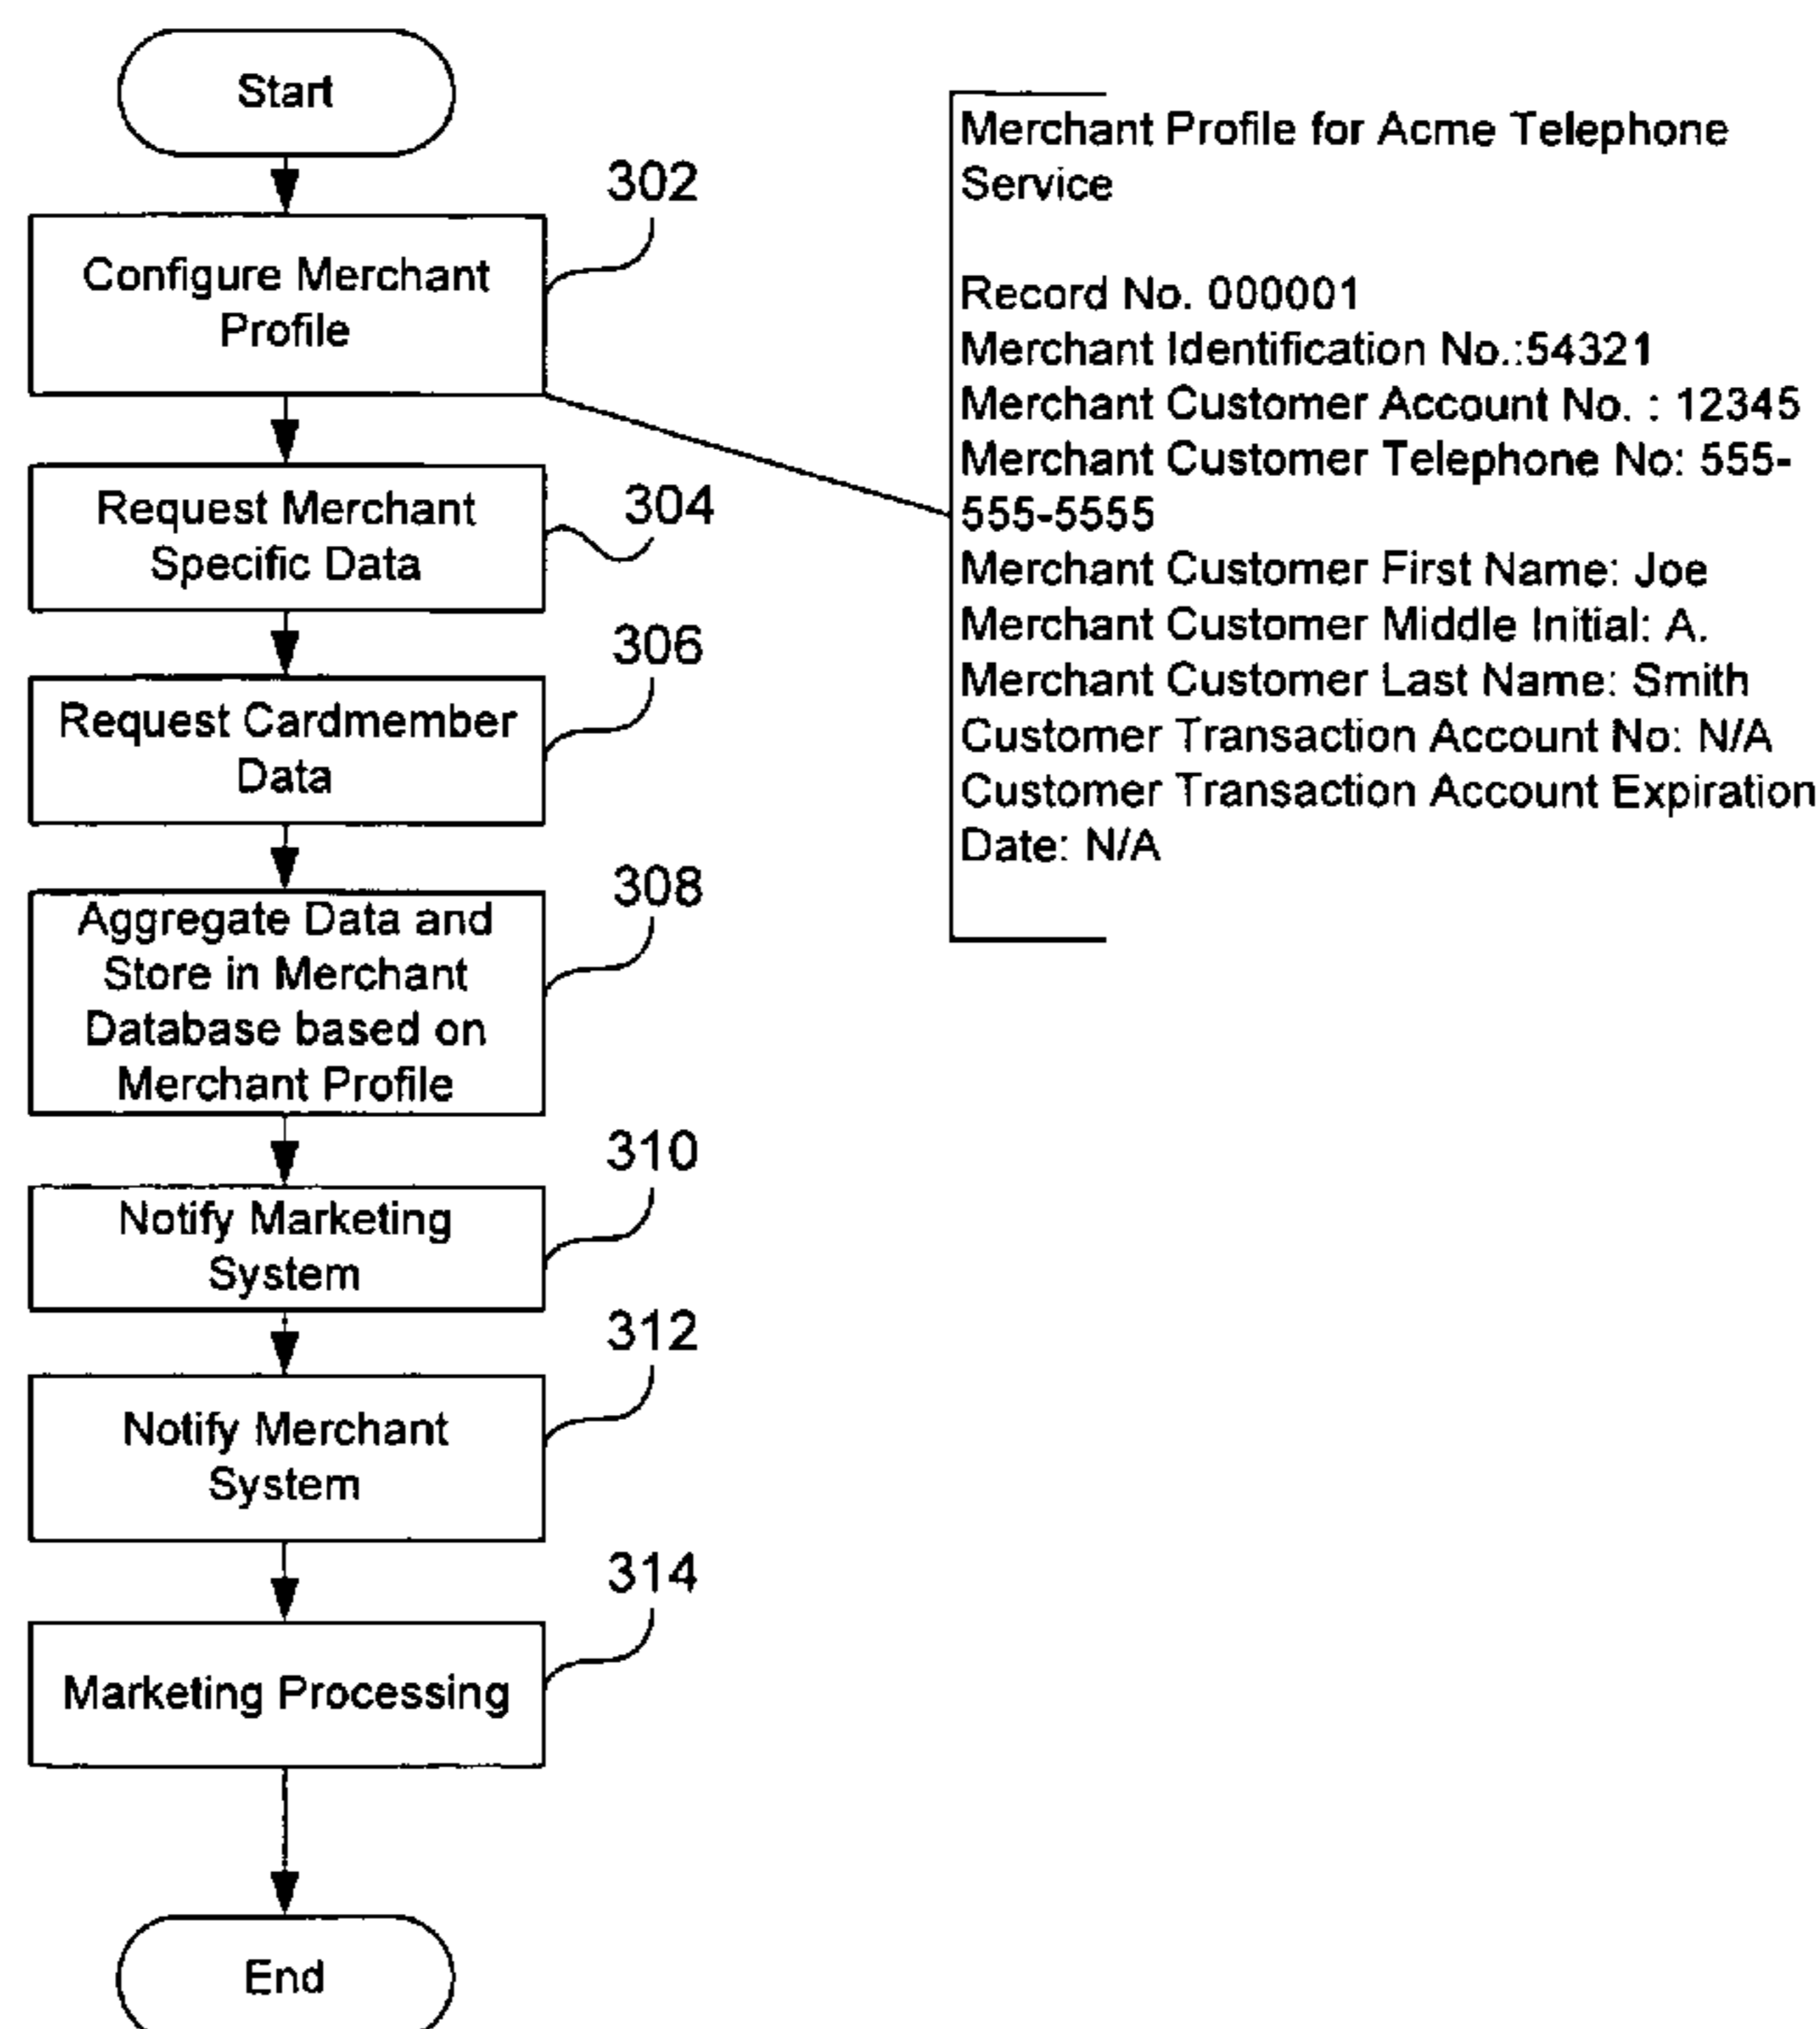 Start
302
Configure Merchant
Profile
304
Request Merchant
Specific Data
306
Request Cardmember
Data
308
Aggregate Data and
Store in Merchant
Database based on
Merchant Profile
310
Notify Marketing
System
312
Notify Merchant
System
314
Marketing Processing
End
Merchant Profile for Acme Telephone
Service
Record No. 000001
Merchant Identification No.:54321
Merchant Customer Account No. : 12345
Merchant Customer Telephone No: 555-
555-5555
Merchant Customer First Name: Joe
Merchant Customer Middle Initial: A.
Merchant Customer Last Name: Smith
Customer Transaction Account No: N/A
Customer Transaction Account Expiration
Date: N/A